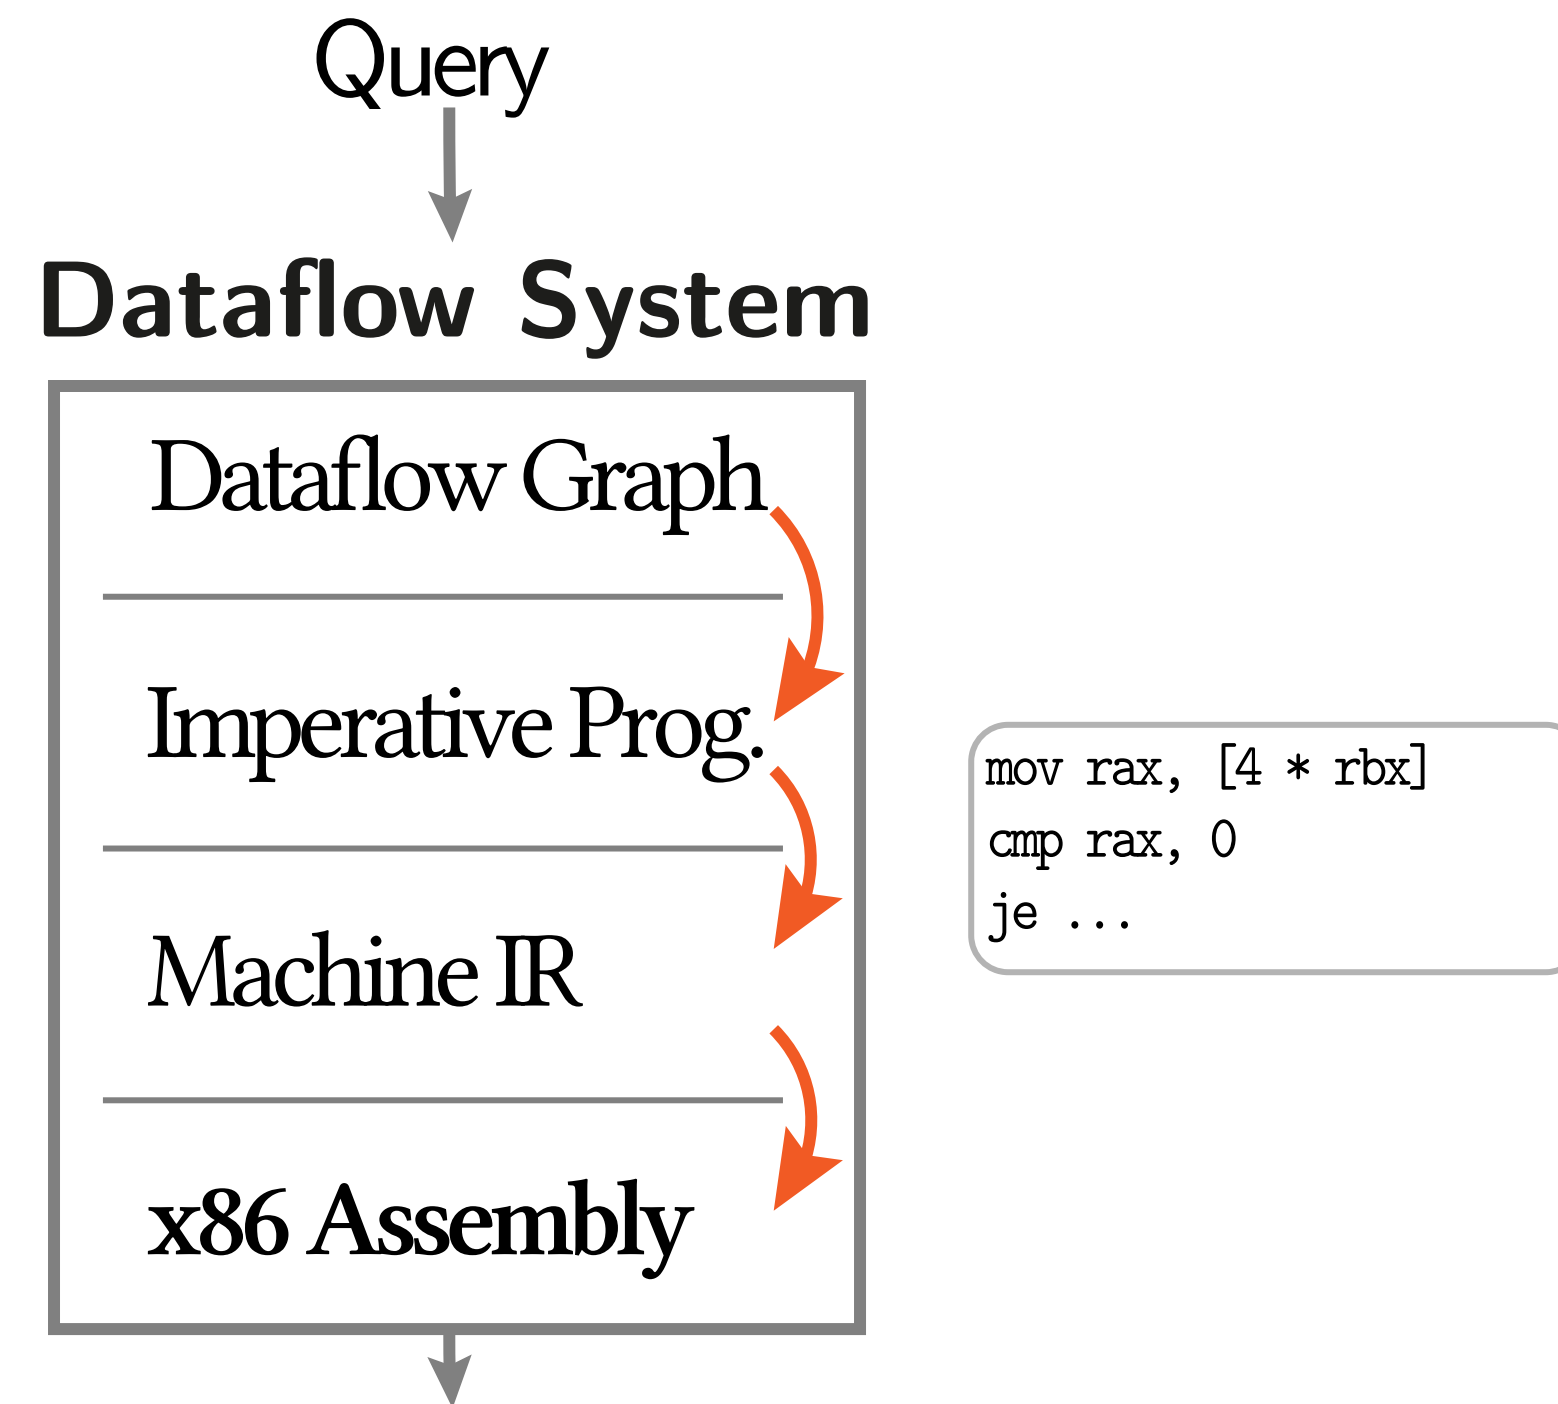 Query
Dataflow System
Dataflow Graph
Imperative Prog.
Machine IR
x86 Assembly
mov rax, [4 * rbx]
cmp rax, 0
je ...